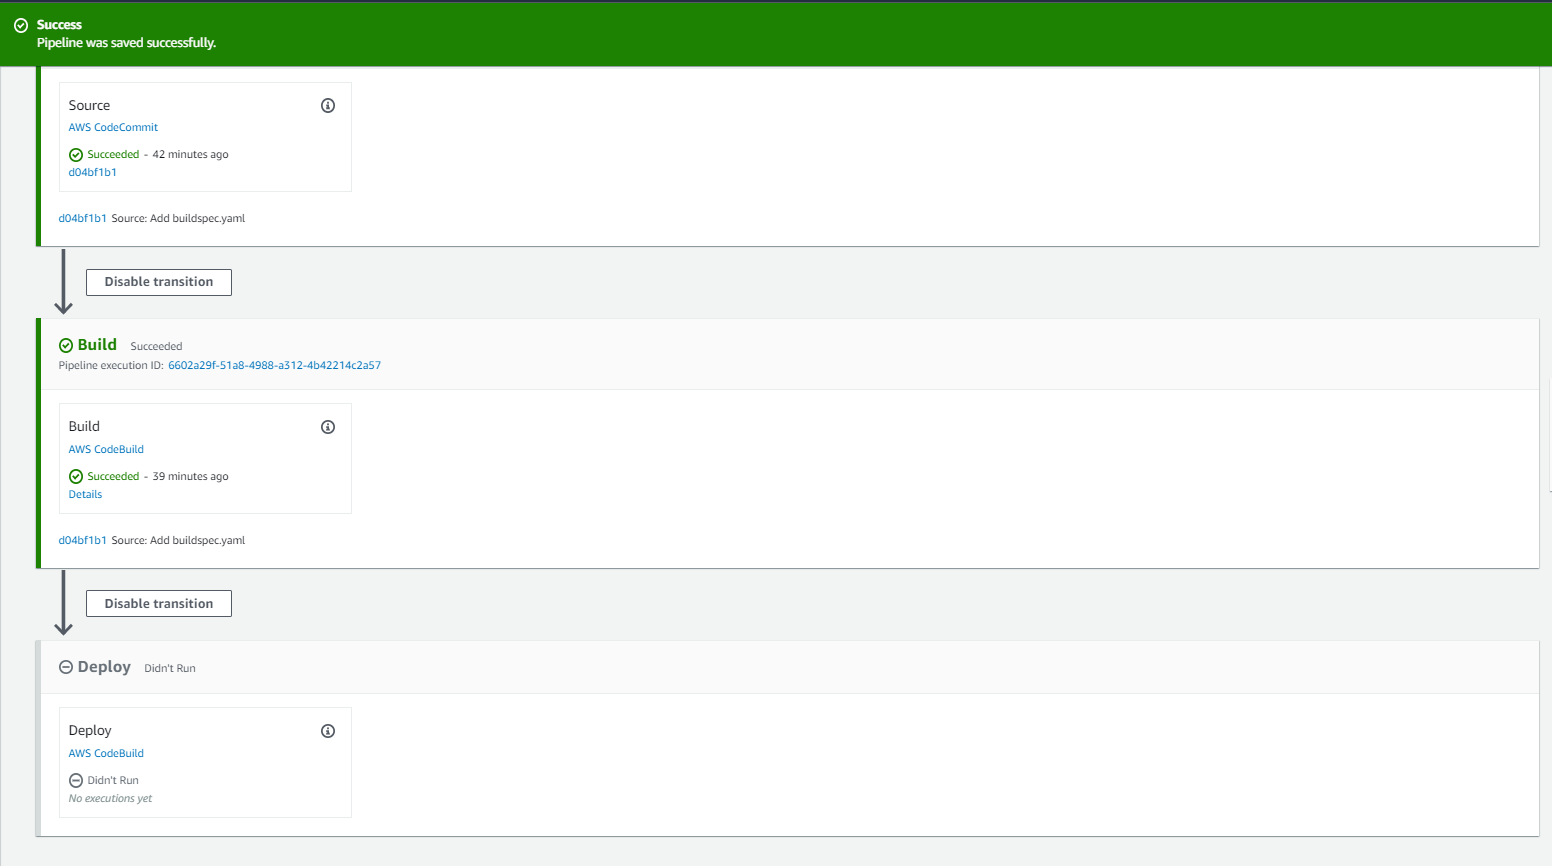 Success
Pipeline was saved successfully.
Source
AWS CodeCommit
Succeeded - 42 minutes ago
d04bf1b1
d04bf1b1 Source: Add buildspec.yaml
Disable transition
Build Succeeded
Pipeline execution ID: 6602a29f-51a8-4988-a312-4b42214c2a57
Build
AWS CodeBuild
Succeeded - 39 minutes ago
Details
d04bf1b1 Source: Add buildspec.yaml
Disable transition
Deploy Didn't Run
Deploy
AWS CodeBuild
Didn't Run
No executions yet